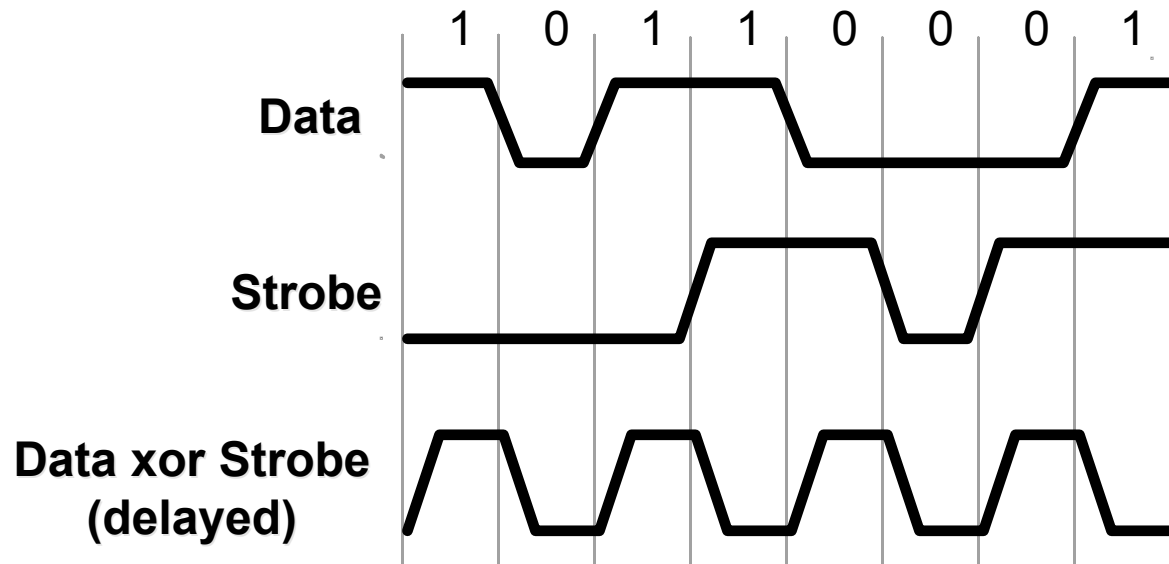 1 0 1 1 0 0 0 1
Data
Strobe
Data xor Strobe
(delayed)